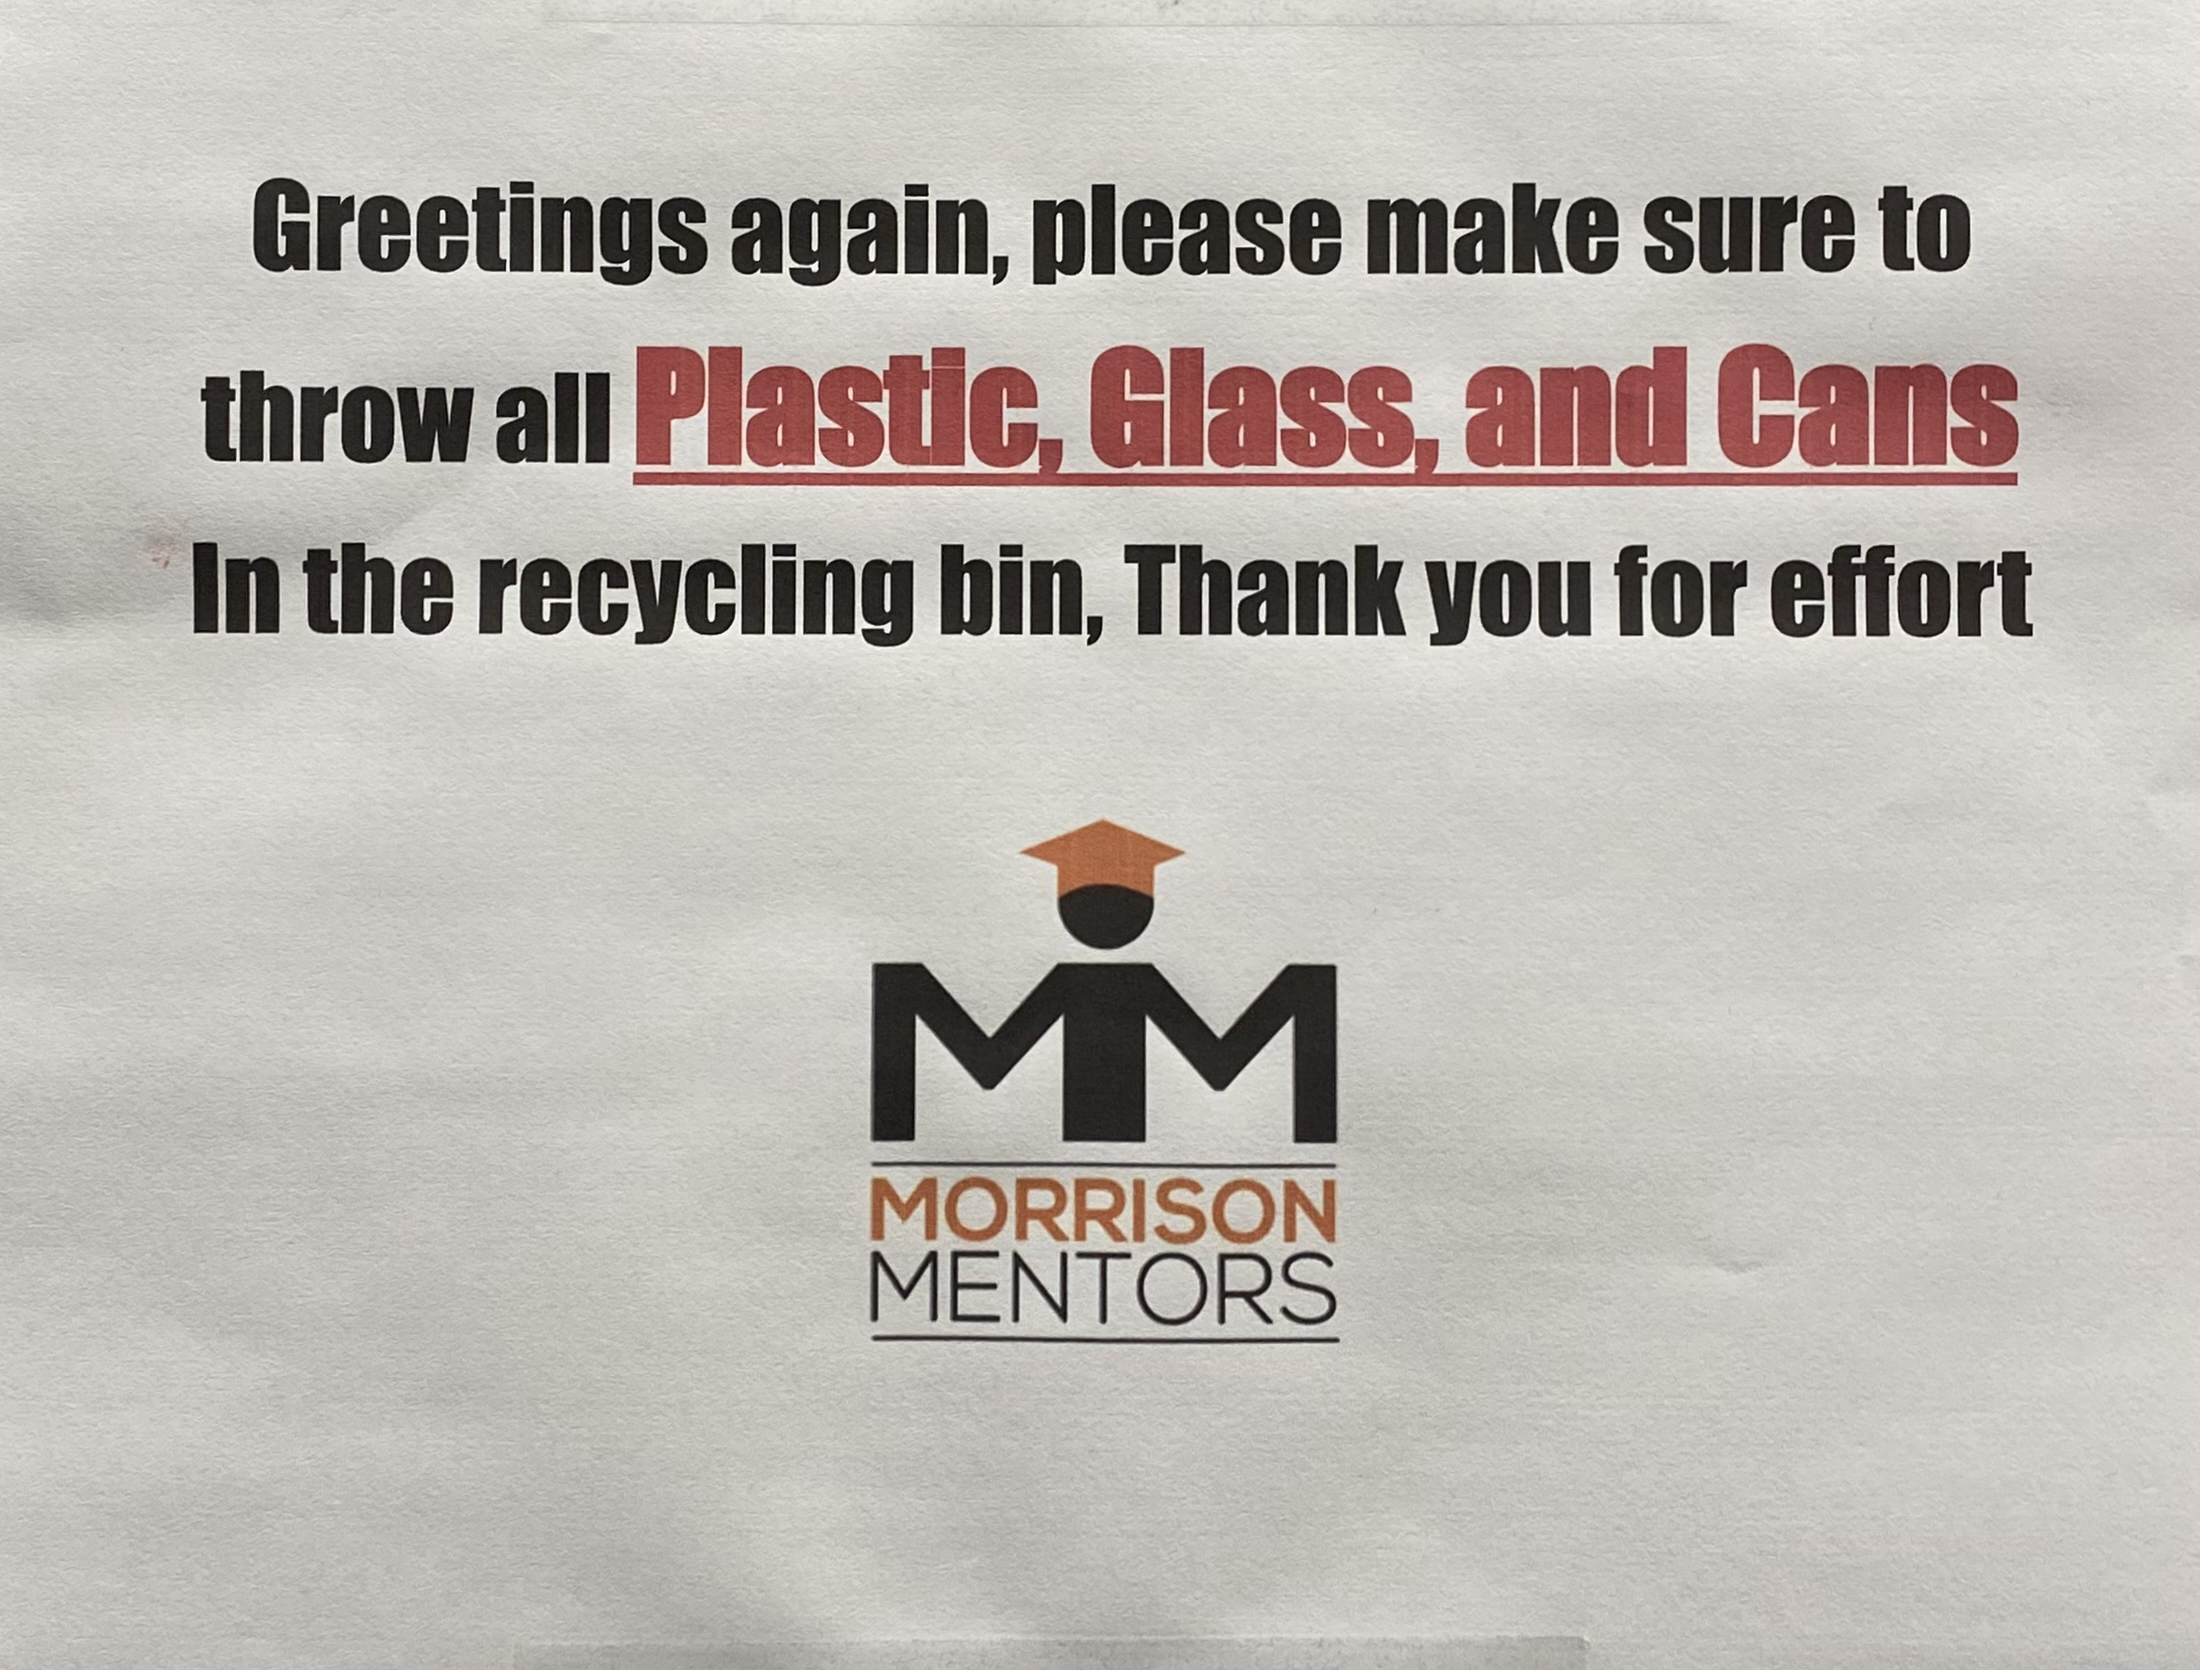 Greetings again, please make sure to
throw all Plastic, Glass, and Cans
In the recycling bin, Thank you for effort
MM
MORRISON
MENTORS